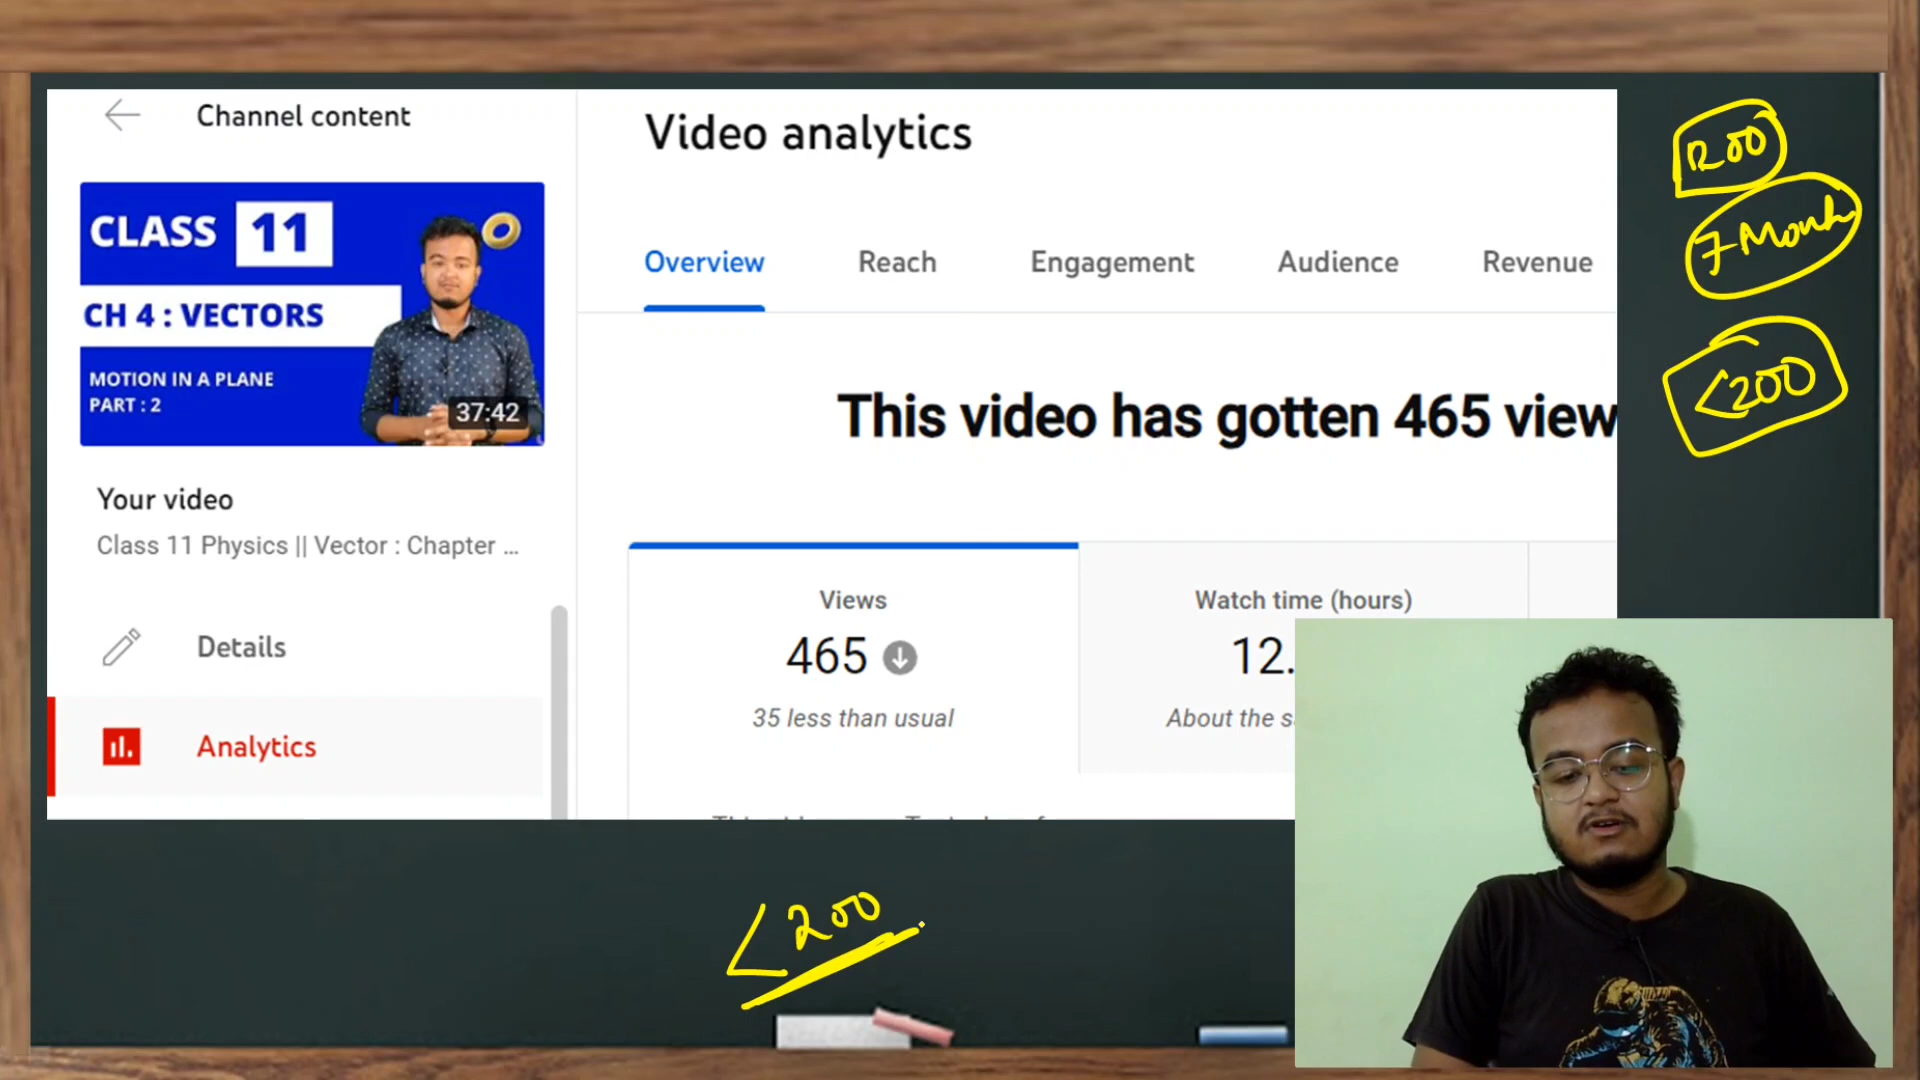 Channel content
Video analytics
1200
7 Month
CLASS 11
CH 4 : VECTORS
MOTION IN A PLANE
PART : 2
37:42
Overview
Reach
Engagement
Audience
Revenue
<200
This video has gotten 465 view
Your video
Class 11 Physics || Vector : Chapter ...
Views
465
35 less than usual
Watch time (hours)
12.
About the s
Details
Analytics
<200